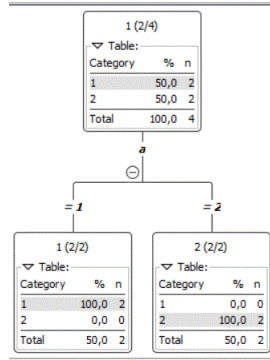 1 (2/4)
Table:
Category % n
1 50,0 2
2 50,0 2
Total 100,0 4
a
= 1
= 2
1 (2/2)
Table:
Category % n
1 100,0 2
2 0,0 0
Total 50,0 2
2 (2/2)
Table:
Category % n
1 0,0 0
2 100,0 2
Total 50,0 2